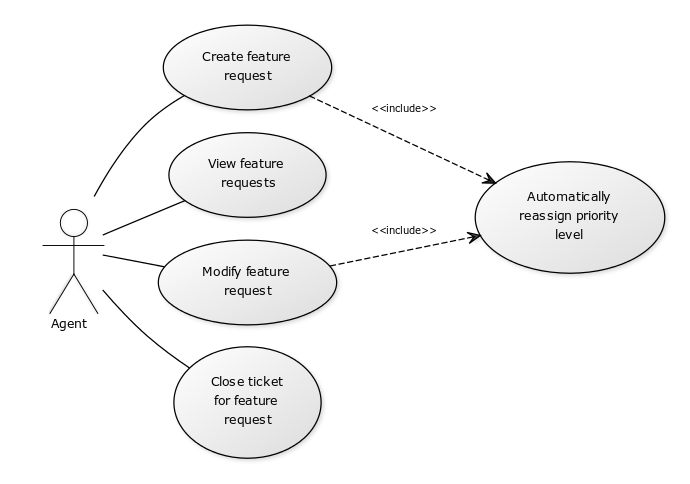 Create feature
request
<<include>>
View feature
requests
Automatically
reassign priority
level
<<include>>
Modify feature
request
Agent
Close ticket
for feature
request